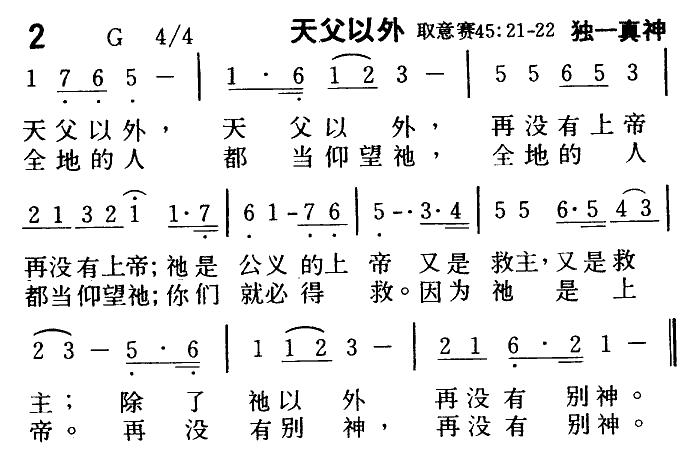 2 G 4/4 天父以外 取意赛45:21-22 独一真神
1 7 6 5 － | 1 · 6 1 2 3 － | 5 5 6 5 3 |
天父以外， 天 父以 外， 再没有上帝
全地的人 都 当仰望祂， 全地的 人
2 1 3 2 1 1 · 7 | 6 1 － 7 6 | 5 － · 3 · 4 | 5 5 6 · 5 4 3 |
再没有上帝；祂是 公义 的上 帝 又是 救主，又是救
都当仰望祂；你们 就必 得 救。因为 祂 是 上
2 3 － 5 · 6 | 1 1 2 3 － | 2 1 6 · 2 1 － ‖
主； 除 了 祂以 外 再没有 别神。
帝。 再 没 有别 神， 再没有 别神。